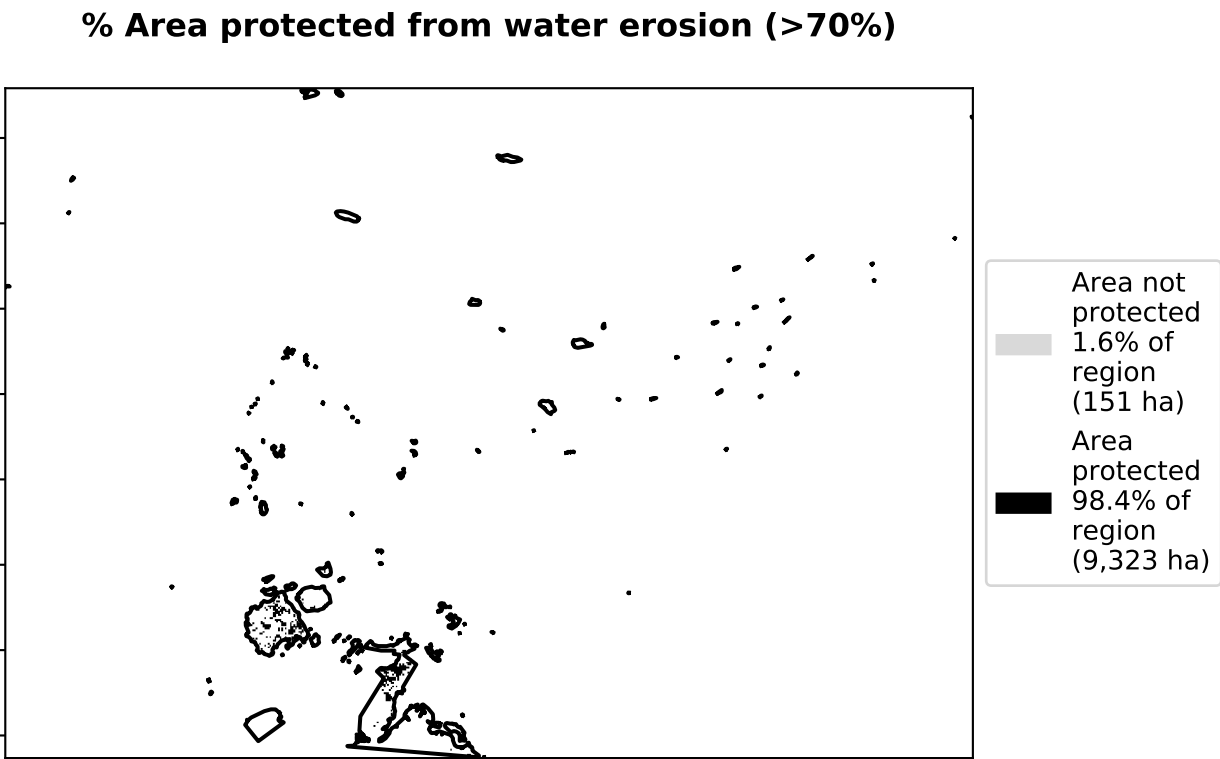 % Area protected from water erosion (>70%)
Area not
protected
1.6% of
region
(151 ha)
Area
protected
98.4% of
region
(9,323 ha)